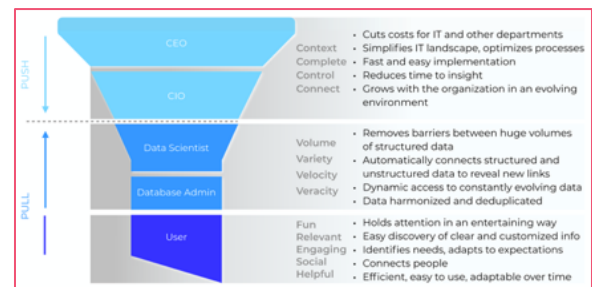 PUSH
CEO
CIO
Context
Complete
Control
Connect
• Cuts costs for IT and other departments
• Simplifies IT landscape, optimizes processes
• Fast and easy implementation
• Reduces time to insight
• Grows with the organization in an evolving
environment
PULL
Data Scientist
Database Admin
Volume
Variety
Velocity
Veracity
• Removes barriers between huge volumes
of structured data
• Automatically connects structured and
unstructured data to reveal new links
• Dynamic access to constantly evolving data
• Data harmonized and deduplicated
User
Fun
Relevant
Engaging
Social
Helpful
• Holds attention in an entertaining way
• Easy discovery of clear and customized info
• Identifies needs, adapts to expectations
• Connects people
• Efficient, easy to use, adaptable over time